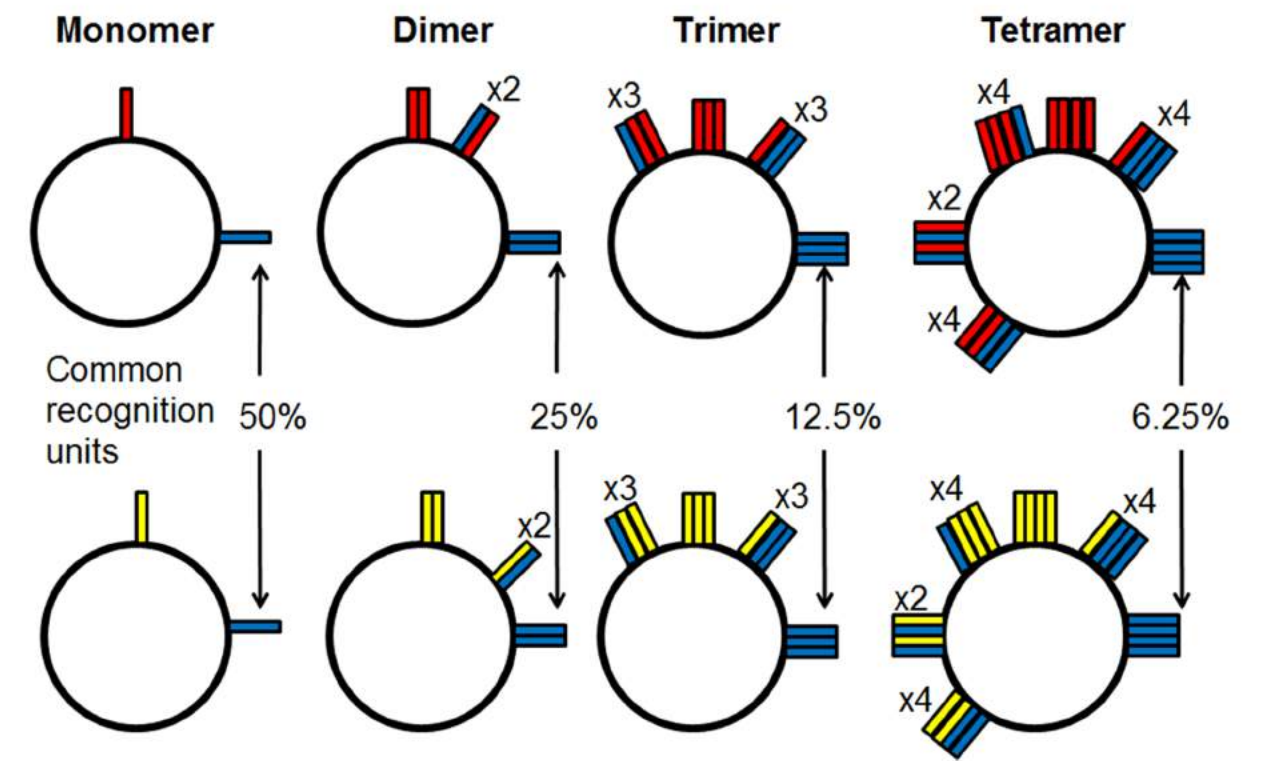 Monomer Dimer Trimer Tetramer
x2 x3 x3 x4 x4
x2
x4
Common
recognition
units
50% 25% 12.5% 6.25%
x2 x3 x3 x4 x4
x2
x4